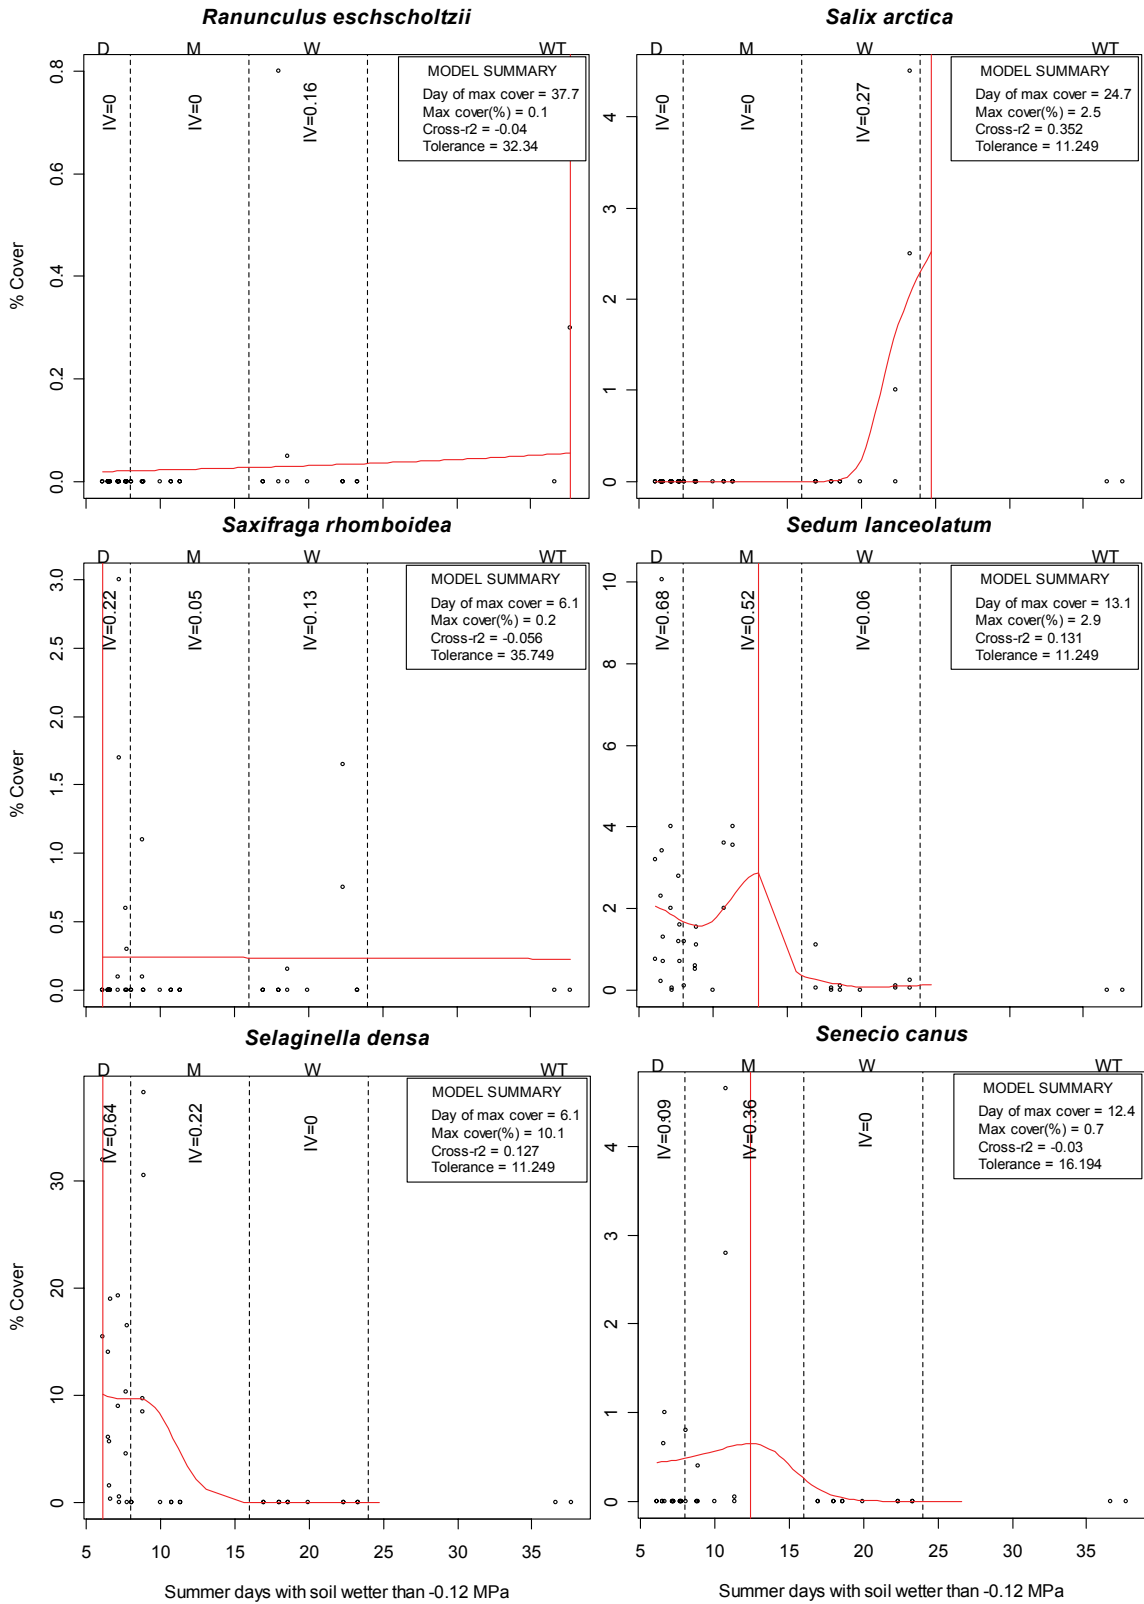 Ranunculus eschscholtzii
D M W WT
IV=0
IV=0
IV=0.16
MODEL SUMMARY
Day of max cover = 37.7
Max cover(%) = 0.1
Cross-r2 = -0.04
Tolerance = 32.34
% Cover
0.8
0.6
0.4
0.2
0.0
Salix arctica
D M W WT
IV=0
IV=0
IV=0.27
MODEL SUMMARY
Day of max cover = 24.7
Max cover(%) = 2.5
Cross-r2 = 0.352
Tolerance = 11.249
4
3
2
1
0
Saxifraga rhomboidea
D M W WT
IV=0.22
IV=0.05
IV=0.13
MODEL SUMMARY
Day of max cover = 6.1
Max cover(%) = 0.2
Cross-r2 = -0.056
Tolerance = 35.749
% Cover
3.0
2.5
2.0
1.5
1.0
0.5
0.0
Sedum lanceolatum
D M W WT
IV=0.68
IV=0.52
IV=0.06
MODEL SUMMARY
Day of max cover = 13.1
Max cover(%) = 2.9
Cross-r2 = 0.131
Tolerance = 11.249
10
8
6
4
2
0
Selaginella densa
D M W WT
IV=0.64
IV=0.22
IV=0
MODEL SUMMARY
Day of max cover = 6.1
Max cover(%) = 10.1
Cross-r2 = 0.127
Tolerance = 11.249
% Cover
30
20
10
0
5 10 15 20 25 30 35
Summer days with soil wetter than -0.12 MPa
Senecio canus
D M W WT
IV=0.09
IV=0.36
IV=0
MODEL SUMMARY
Day of max cover = 12.4
Max cover(%) = 0.7
Cross-r2 = -0.03
Tolerance = 16.194
4
3
2
1
0
5 10 15 20 25 30 35
Summer days with soil wetter than -0.12 MPa